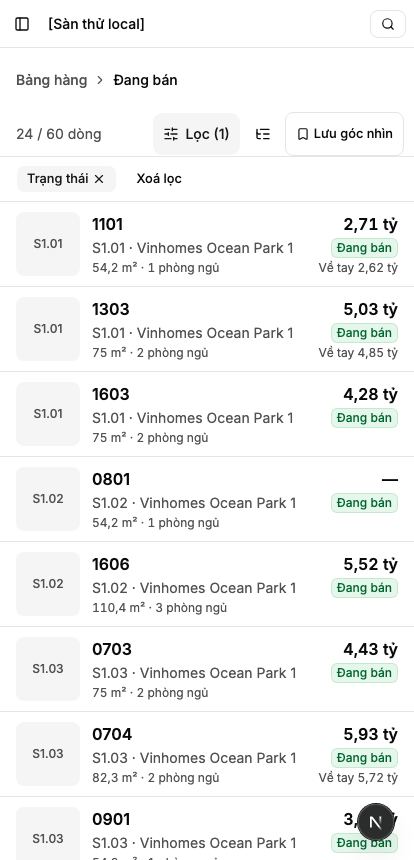 [Sàn thử local]
Bảng hàng > Đang bán
24 / 60 dòng Lọc (1) Lưu góc nhìn
Trạng thái × Xoá lọc
S1.01
1101 2,71 tỷ
S1.01 · Vinhomes Ocean Park 1 Đang bán
54,2 m² · 1 phòng ngủ Về tay 2,62 tỷ
S1.01
1303 5,03 tỷ
S1.01 · Vinhomes Ocean Park 1 Đang bán
75 m² · 2 phòng ngủ Về tay 4,85 tỷ
S1.01
1603 4,28 tỷ
S1.01 · Vinhomes Ocean Park 1 Đang bán
75 m² · 2 phòng ngủ
S1.02
0801 —
S1.02 · Vinhomes Ocean Park 1 Đang bán
54,2 m² · 1 phòng ngủ
S1.02
1606 5,52 tỷ
S1.02 · Vinhomes Ocean Park 1 Đang bán
110,4 m² · 3 phòng ngủ
S1.03
0703 4,43 tỷ
S1.03 · Vinhomes Ocean Park 1 Đang bán
75 m² · 2 phòng ngủ
S1.03
0704 5,93 tỷ
S1.03 · Vinhomes Ocean Park 1 Đang bán
82,3 m² · 2 phòng ngủ Về tay 5,72 tỷ
S1.03
0901
S1.03 · Vinhomes Ocean Park 1 Đang bán
N